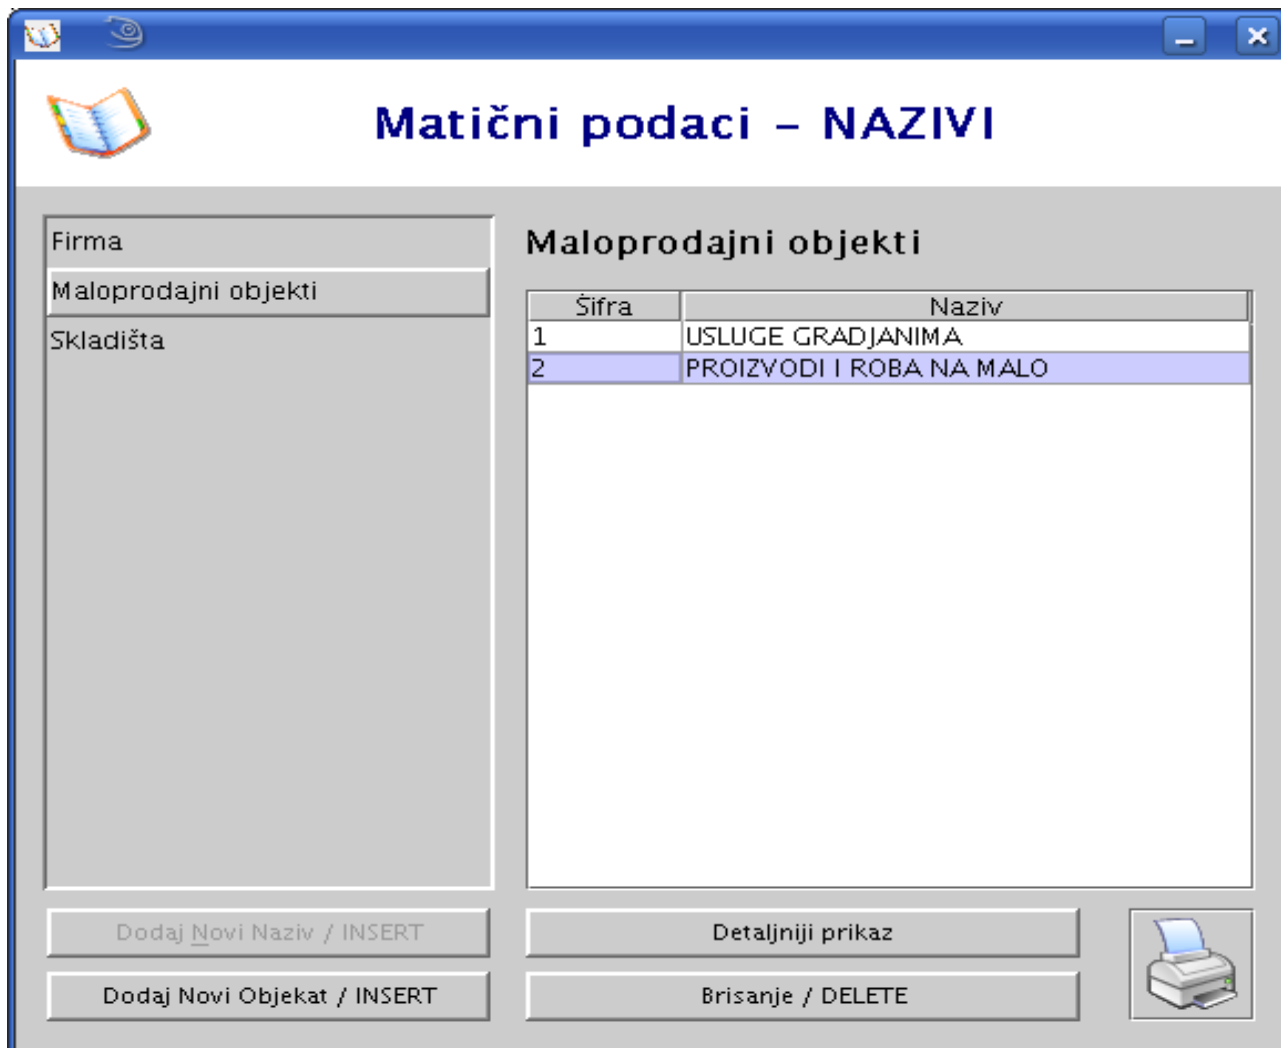 Matični podaci – NAZIVI
Firma
Maloprodajni objekti
Skladišta
Maloprodajni objekti
Šifra Naziv
1 USLUGE GRADJANIMA
2 PROIZVODI I ROBA NA MALO
Dodaj Novi Naziv / INSERT
Detaljniji prikaz
Dodaj Novi Objekat / INSERT
Brisanje / DELETE